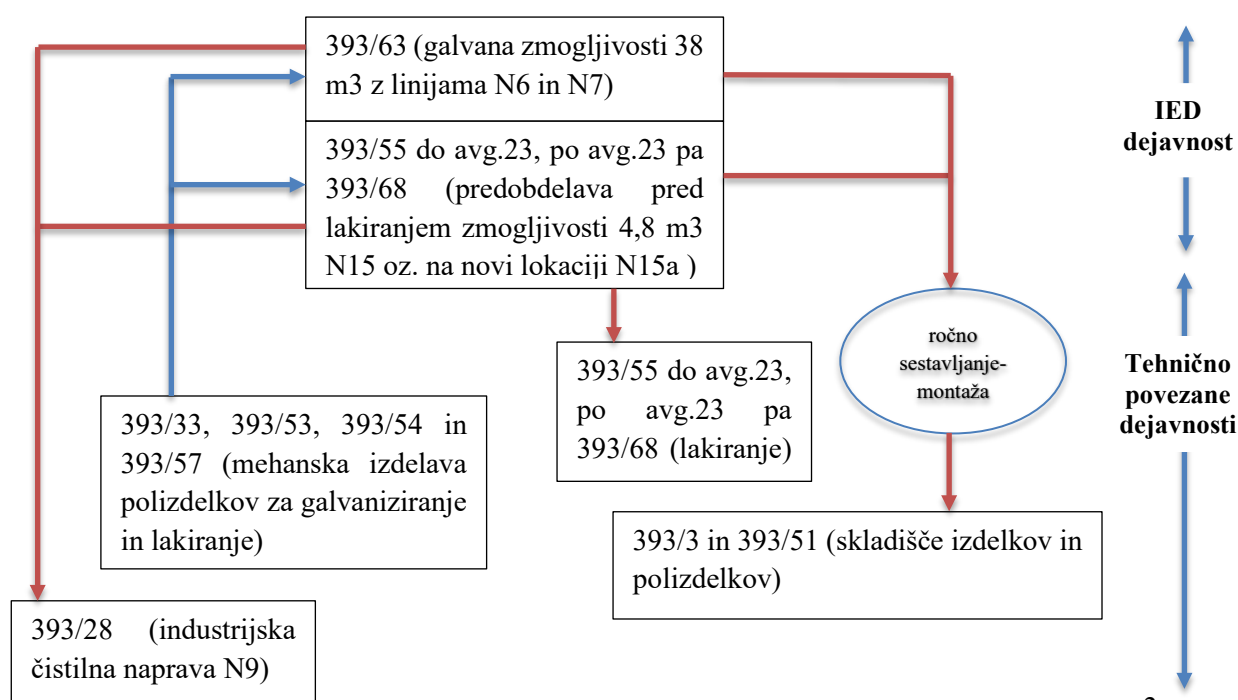 393/63 (galvana zmogljivosti 38
m3 z linijama N6 in N7)
393/55 do avg.23, po avg.23 pa
393/68 (predobdelava pred
lakiranjem zmogljivosti 4,8 m3
N15 oz. na novi lokaciji N15a )
IED
dejavnost
ročno
sestavljanje-
montaža
393/55 do avg.23,
po avg.23 pa
393/68 (lakiranje)
Tehnično
povezane
dejavnosti
393/33, 393/53, 393/54 in
393/57 (mehanska izdelava
polizdelkov za galvaniziranje
in lakiranje)
393/3 in 393/51 (skladišče izdelkov in
polizdelkov)
393/28 (industrijska
čistilna naprava N9)